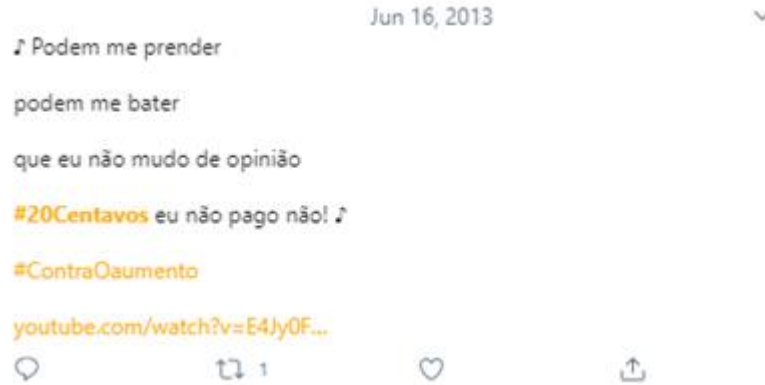 Jun 16, 2013
♪ Podem me prender
podem me bater
que eu não mudo de opinião
#20Centavos eu não pago não! ♪
#ContraOaumento
youtube.com/watch?v=E4Jy0F...
1